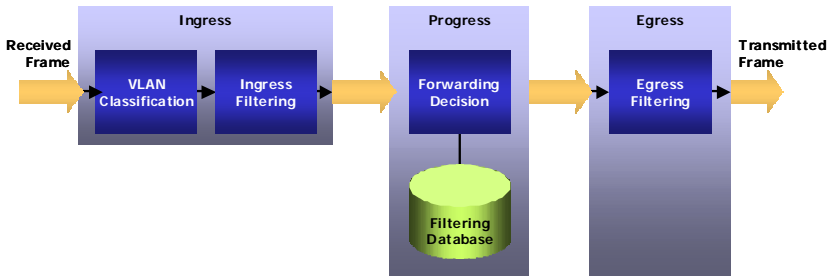 Ingress
Progress
Egress
Received
Frame
VLAN
Classification
Ingress
Filtering
Forwarding
Decision
Egress
Filtering
Transmitted
Frame
Filtering
Database